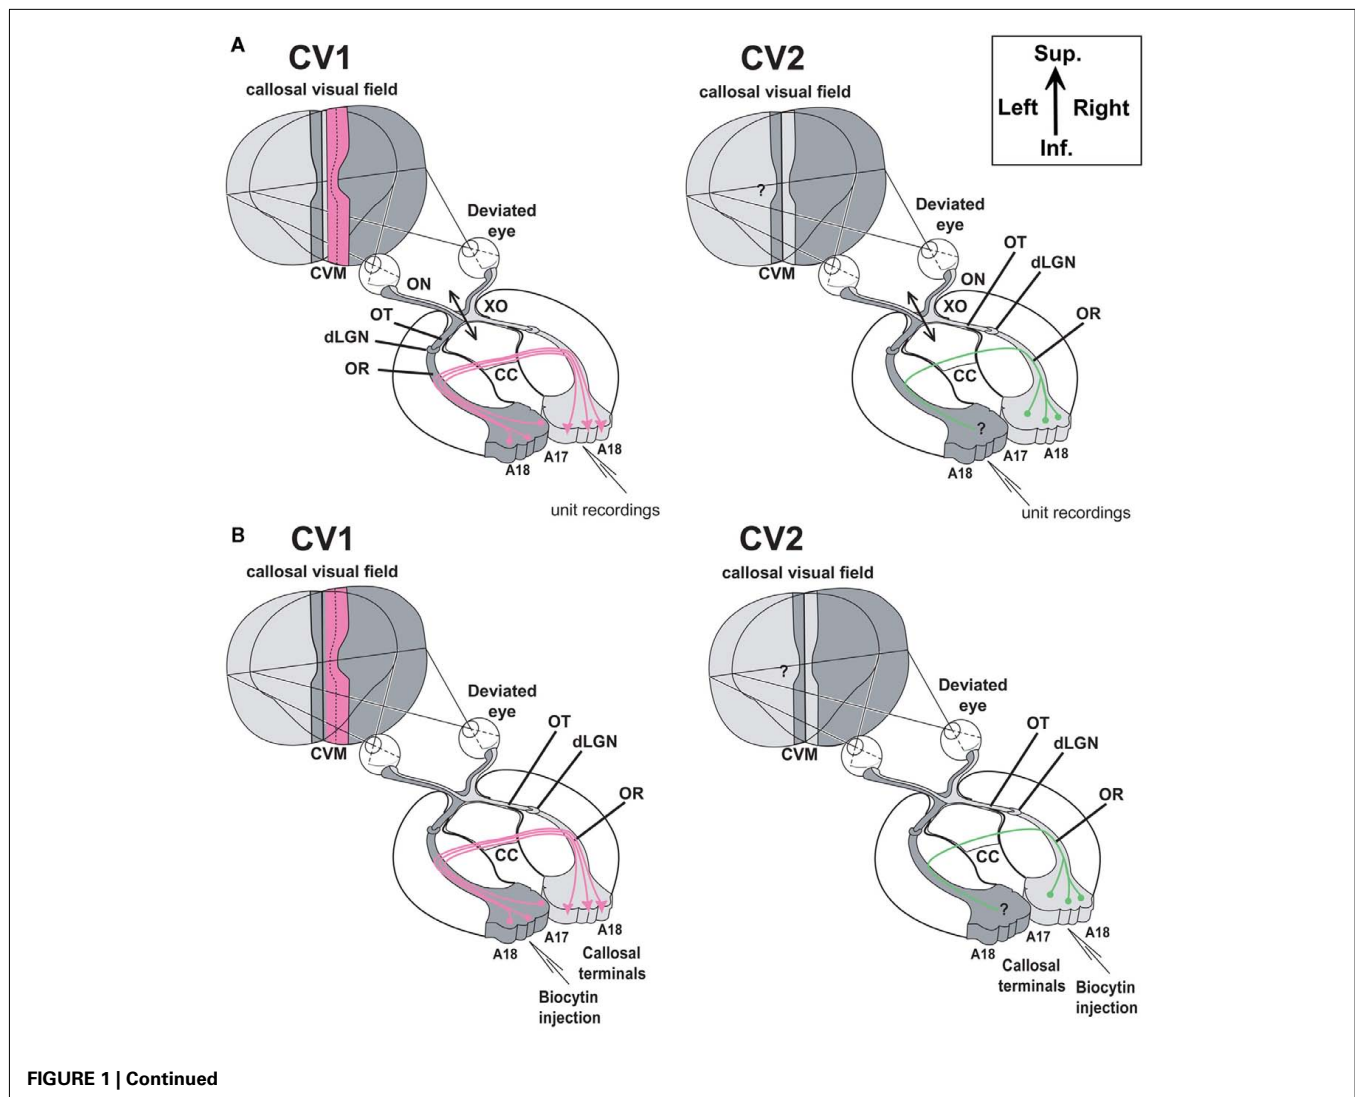 A
CV1
callosal visual field
CVM
Deviated
eye
ON
XO
OT
dLGN
OR
CC
A18
A17
A18
unit recordings
CV2
callosal visual field
?
CVM
Deviated
eye
OT
dLGN
ON
XO
OR
CC
?
A18
A17
A18
unit recordings
Sup.
Left
Right
Inf.
B
CV1
callosal visual field
CVM
Deviated
eye
OT
dLGN
OR
CC
A18
A17
A18
Callosal
terminals
Biocytin
injection
CV2
callosal visual field
?
CVM
Deviated
eye
OT
dLGN
OR
CC
?
A18
A17
A18
Callosal
terminals
Biocytin
injection
FIGURE 1 | Continued